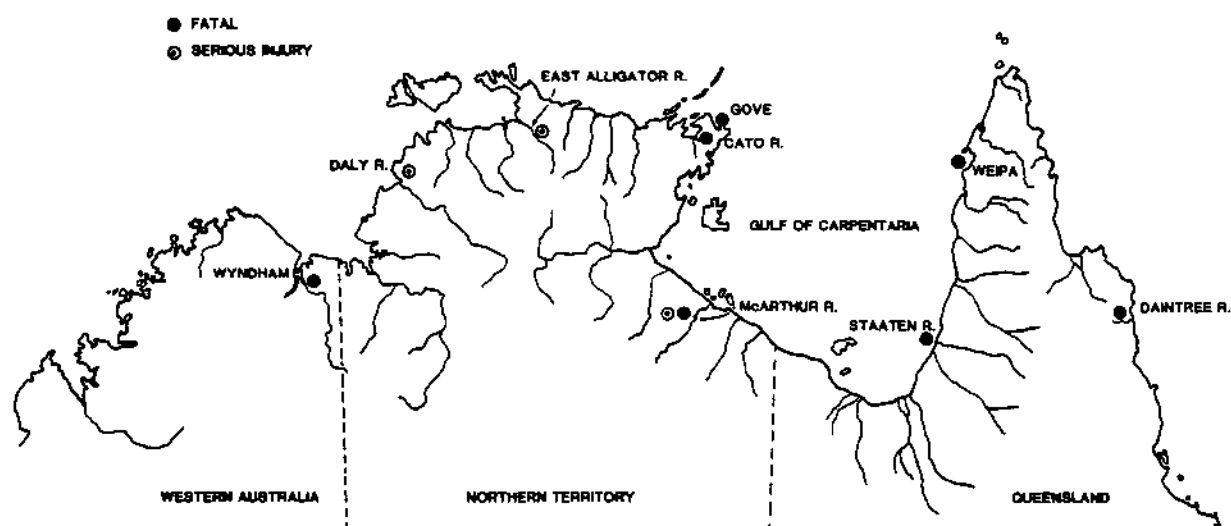 FATAL
SERIOUS INJURY
EAST ALLIGATOR R.
GOVE
CATO R.
DALY R.
WEIPA
GULF OF CARPENTARIA
WYNDHAM
McARTHUR R.
STAATEN R.
DAINTREE R.
WESTERN AUSTRALIA
NORTHERN TERRITORY
QUEENSLAND